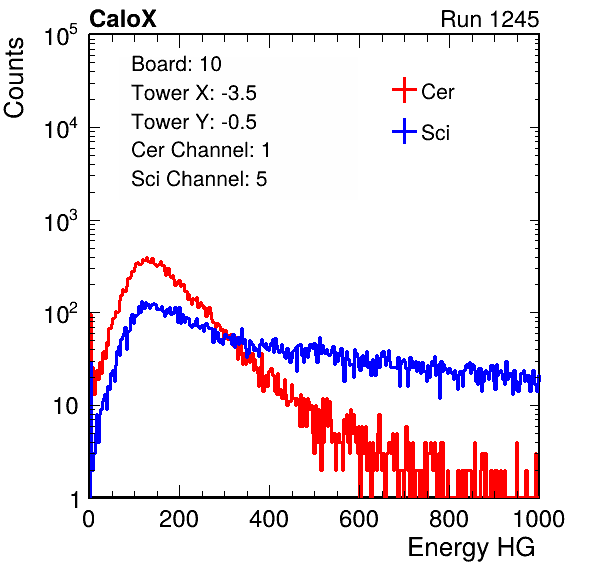 CaloX Run 1245
Counts
10^5
10^4
10^3
10^2
10
1
Board: 10
Tower X: -3.5
Tower Y: -0.5
Cer Channel: 1
Sci Channel: 5
Cer
Sci
0 200 400 600 800 1000
Energy HG